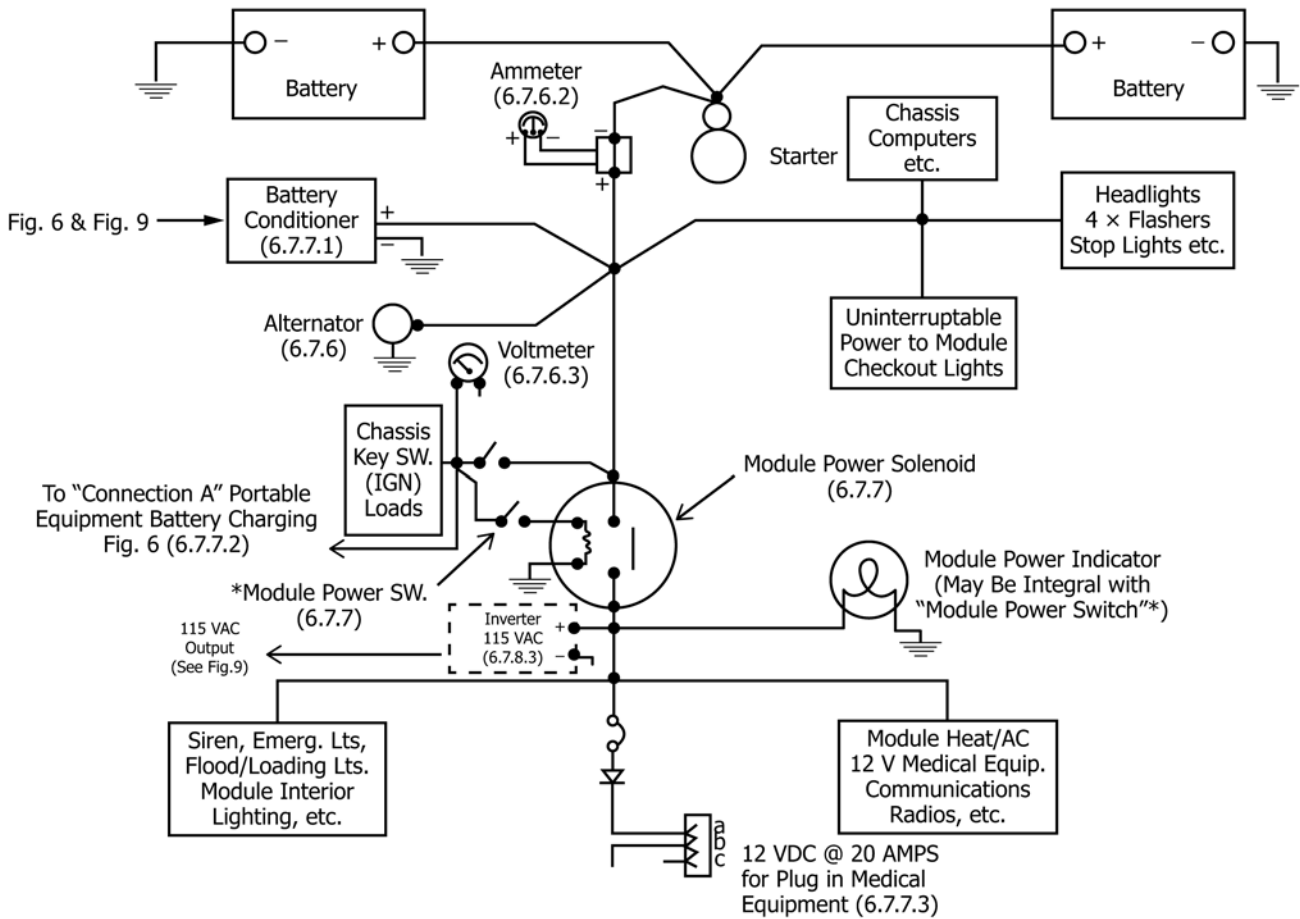 − +
Battery
+ −
Battery
Ammeter
(6.7.6.2)
+ −
−
+
Starter
Chassis
Computers
etc.
Headlights
4 × Flashers
Stop Lights etc.
Fig. 6 & Fig. 9
Battery
Conditioner
(6.7.7.1)
+
−
Uninterruptable
Power to Module
Checkout Lights
Alternator
(6.7.6)
Voltmeter
(6.7.6.3)
Chassis
Key SW.
(IGN)
Loads
Module Power Solenoid
(6.7.7)
To “Connection A” Portable
Equipment Battery Charging
Fig. 6 (6.7.7.2)
*Module Power SW.
(6.7.7)
Module Power Indicator
(May Be Integral with
“Module Power Switch”*)
Inverter
115 VAC
(6.7.8.3)
+
−
115 VAC
Output
(See Fig.9)
Siren, Emerg. Lts,
Flood/Loading Lts.
Module Interior
Lighting, etc.
Module Heat/AC
12 V Medical Equip.
Communications
Radios, etc.
a
b
c
12 VDC @ 20 AMPS
for Plug in Medical
Equipment (6.7.7.3)